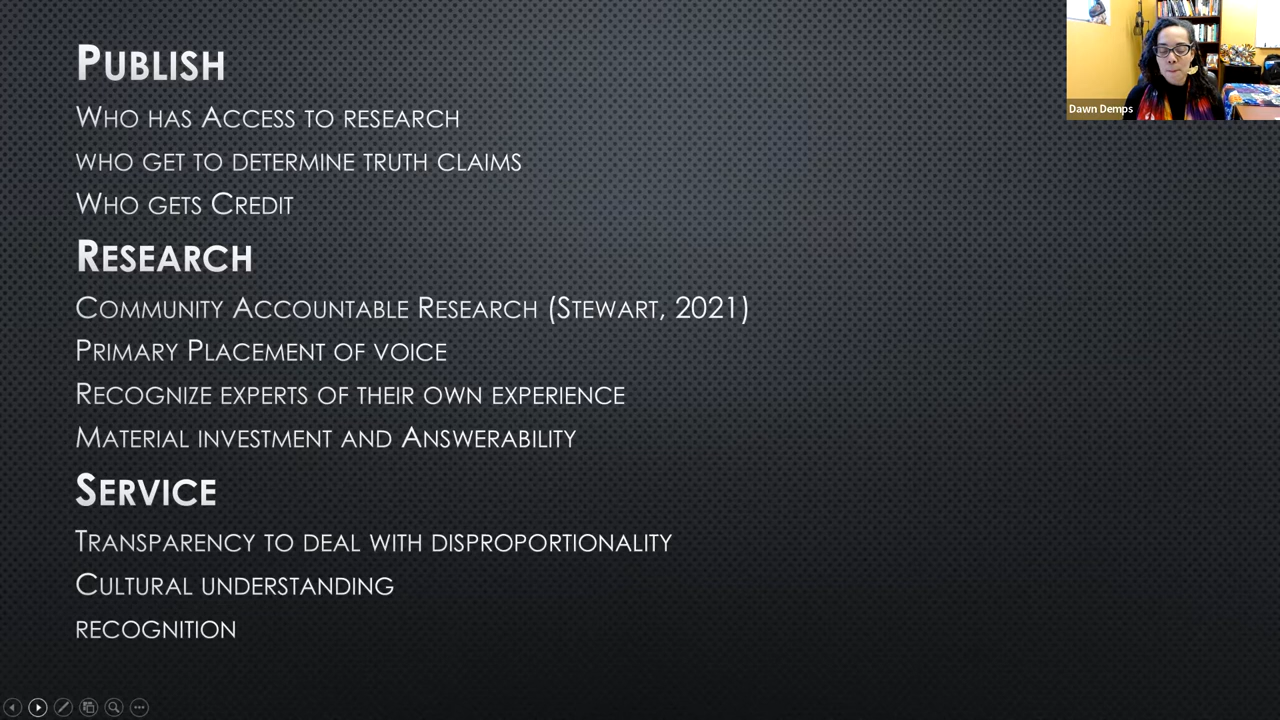 Publish
Who has Access to research
who get to determine truth claims
Who gets Credit
Research
Community Accountable Research (Stewart, 2021)
Primary Placement of voice
Recognize experts of their own experience
Material investment and Answerability
Service
Transparency to deal with disproportionality
Cultural understanding
recognition
Dawn Demps